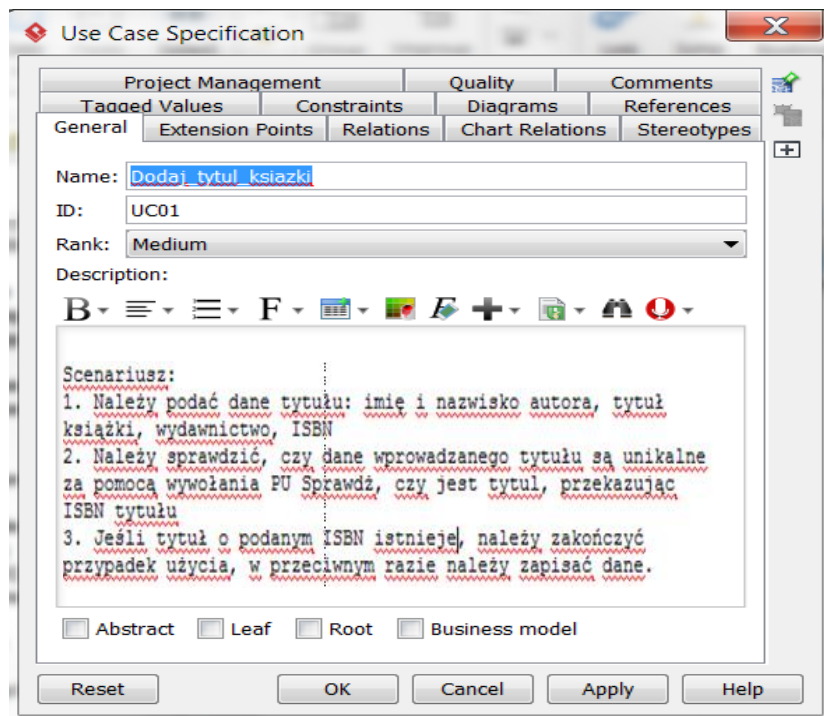 Use Case Specification
Project Management Quality Comments
Tagged Values Constraints Diagrams References
General Extension Points Relations Chart Relations Stereotypes
Name: Dodaj_tytul_ksiazki
ID: UC01
Rank: Medium
Description:
Scenariusz:
1. Należy podać dane tytułu: imię i nazwisko autora, tytuł
książki, wydawnictwo, ISBN
2. Należy sprawdzić, czy dane wprowadzanego tytułu są unikalne
za pomocą wywołania PU Sprawdż, czy jest tytul, przekazując
ISBN tytułu
3. Jeśli tytuł o podanym ISBN istnieje, należy zakończyć
przypadek użycia, w przeciwnym razie należy zapisać dane.
Abstract Leaf Root Business model
Reset OK Cancel Apply Help